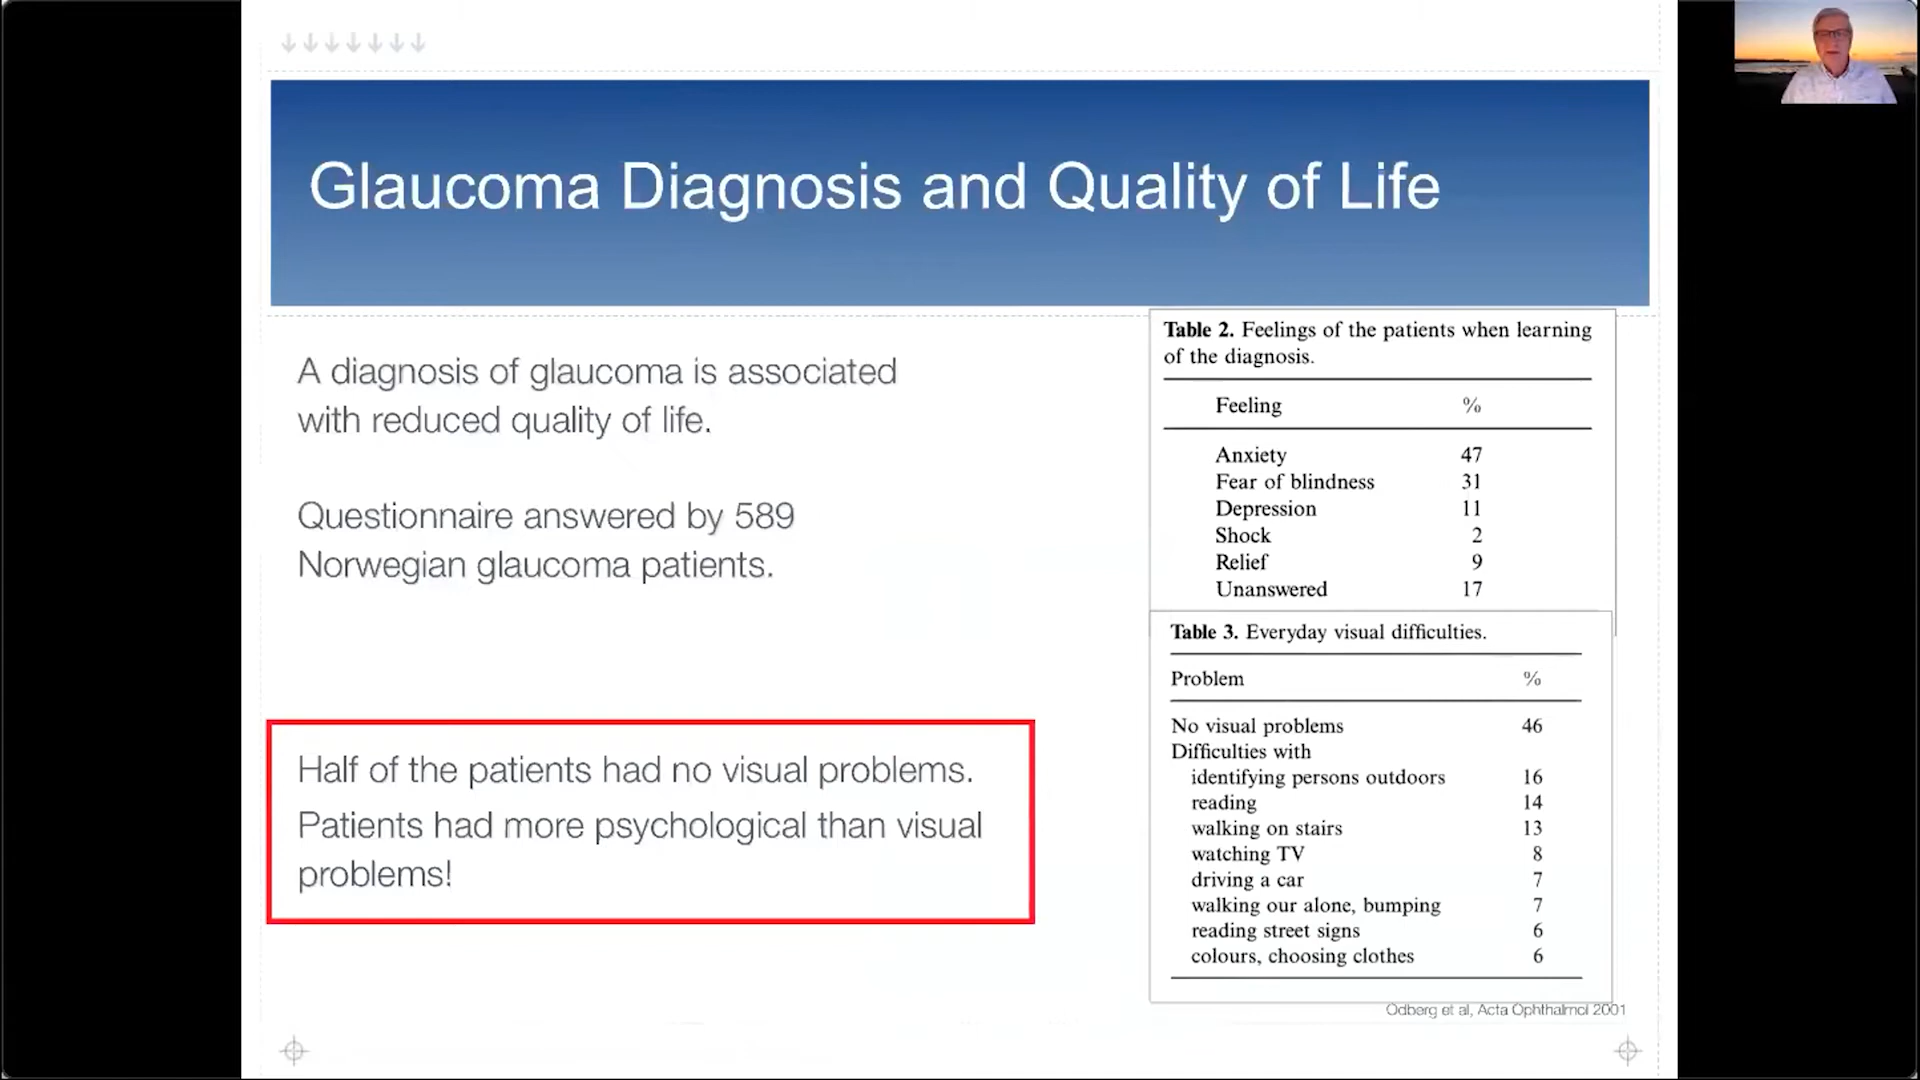 Glaucoma Diagnosis and Quality of Life
A diagnosis of glaucoma is associated
with reduced quality of life.
Questionnaire answered by 589
Norwegian glaucoma patients.
Half of the patients had no visual problems.
Patients had more psychological than visual
problems!
Table 2. Feelings of the patients when learning
of the diagnosis.
Feeling %
Anxiety 47
Fear of blindness 31
Depression 11
Shock 2
Relief 9
Unanswered 17
Table 3. Everyday visual difficulties.
Problem %
No visual problems 46
Difficulties with
identifying persons outdoors 16
reading 14
walking on stairs 13
watching TV 8
driving a car 7
walking our alone, bumping 7
reading street signs 6
colours, choosing clothes 6
Odberg et al, Acta Ophthalmol 2001